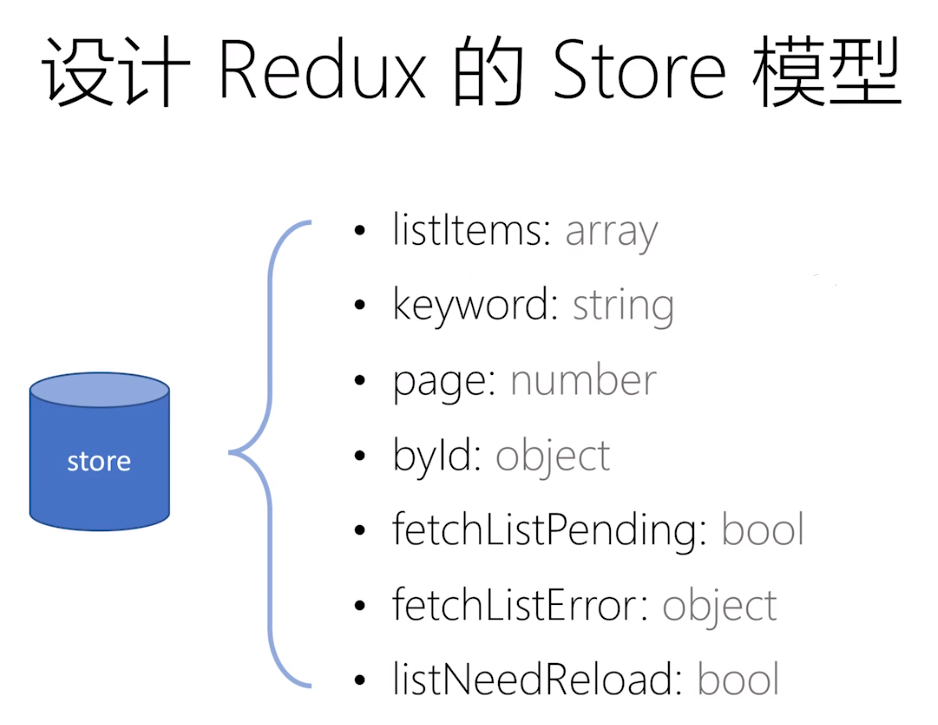 设计 Redux 的 Store 模型
• listItems: array
• keyword: string
• page: number
• byId: object
store
• fetchListPending: bool
• fetchListError: object
• listNeedReload: bool